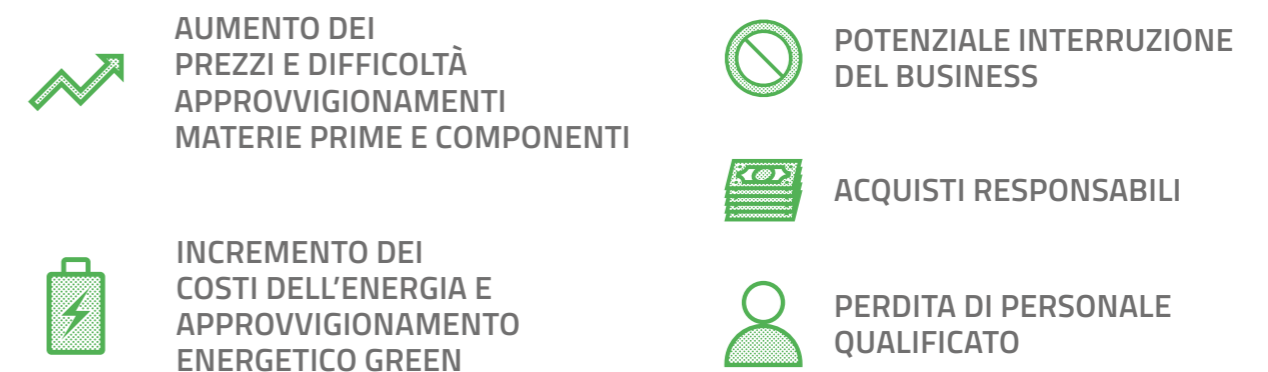 AUMENTO DEI
PREZZI E DIFFICOLTÀ
APPROVVIGIONAMENTI
MATERIE PRIME E COMPONENTI
INCREMENTO DEI
COSTI DELL'ENERGIA E
APPROVVIGIONAMENTO
ENERGETICO GREEN
POTENZIALE INTERRUZIONE
DEL BUSINESS
ACQUISTI RESPONSABILI
PERDITA DI PERSONALE
QUALIFICATO